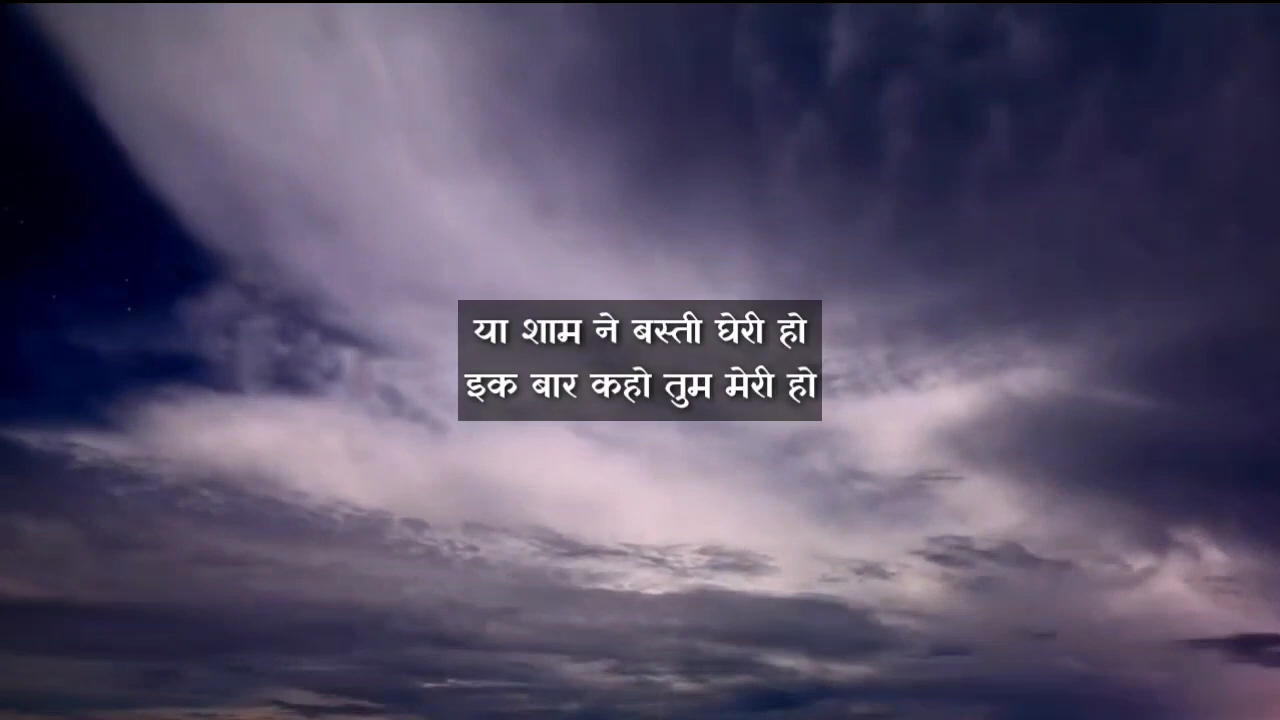 या शाम ने बस्ती घेरी हो
इक बार कहो तुम मेरी हो